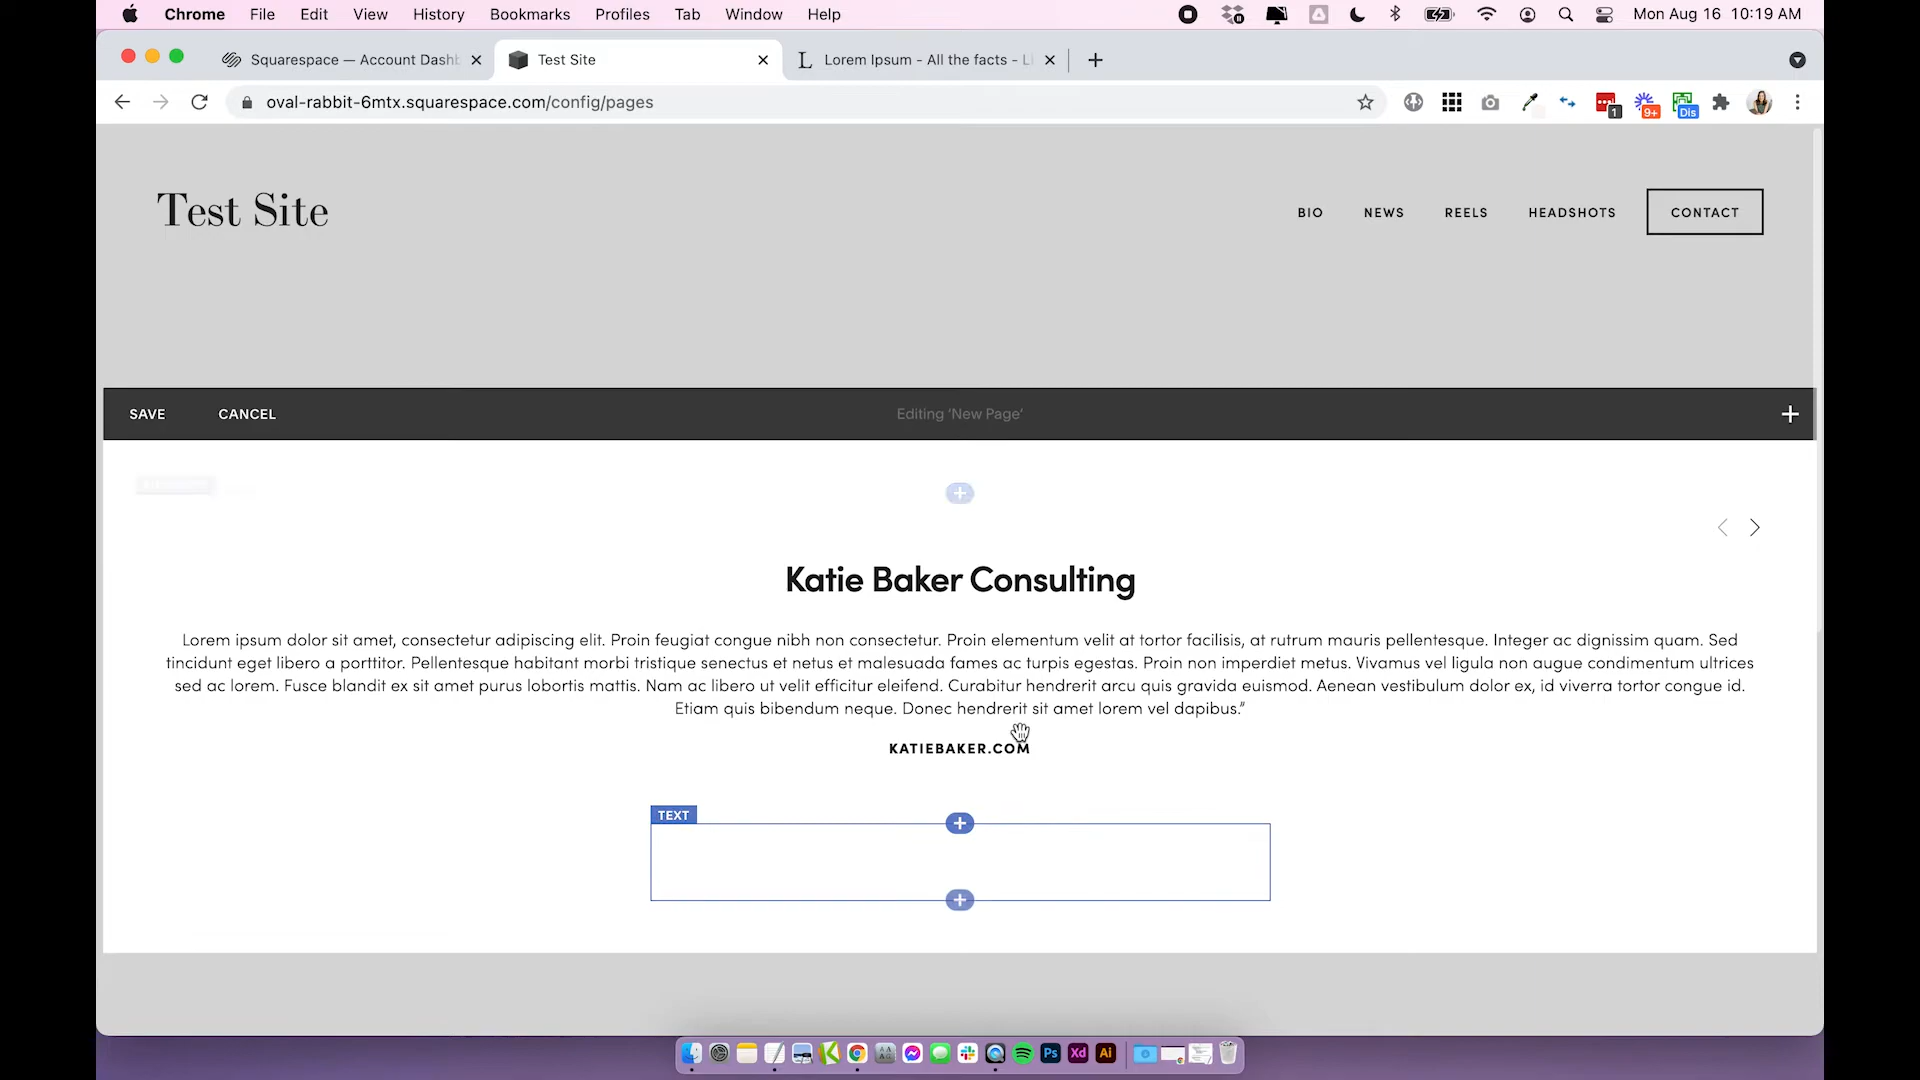 Chrome File Edit View History Bookmarks Profiles Tab Window Help Mon Aug 16 10:19 AM
Squarespace — Account Dashb Test Site Lorem Ipsum - All the facts - L
oval-rabbit-6mtx.squarespace.com/config/pages
1 9+ Dis
Test Site
BIO NEWS REELS HEADSHOTS CONTACT
SAVE CANCEL Editing ‘New Page’
Katie Baker Consulting
Lorem ipsum dolor sit amet, consectetur adipiscing elit. Proin feugiat congue nibh non consectetur. Proin elementum velit at tortor facilisis, at rutrum mauris pellentesque. Integer ac dignissim quam. Sed
tincidunt eget libero a porttitor. Pellentesque habitant morbi tristique senectus et netus et malesuada fames ac turpis egestas. Proin non imperdiet metus. Vivamus vel ligula non augue condimentum ultrices
sed ac lorem. Fusce blandit ex sit amet purus lobortis mattis. Nam ac libero ut velit efficitur eleifend. Curabitur hendrerit arcu quis gravida euismod. Aenean vestibulum dolor ex, id viverra tortor congue id.
Etiam quis bibendum neque. Donec hendrerit sit amet lorem vel dapibus.”
KATIEBAKER.COM
TEXT
Ps Xd Ai